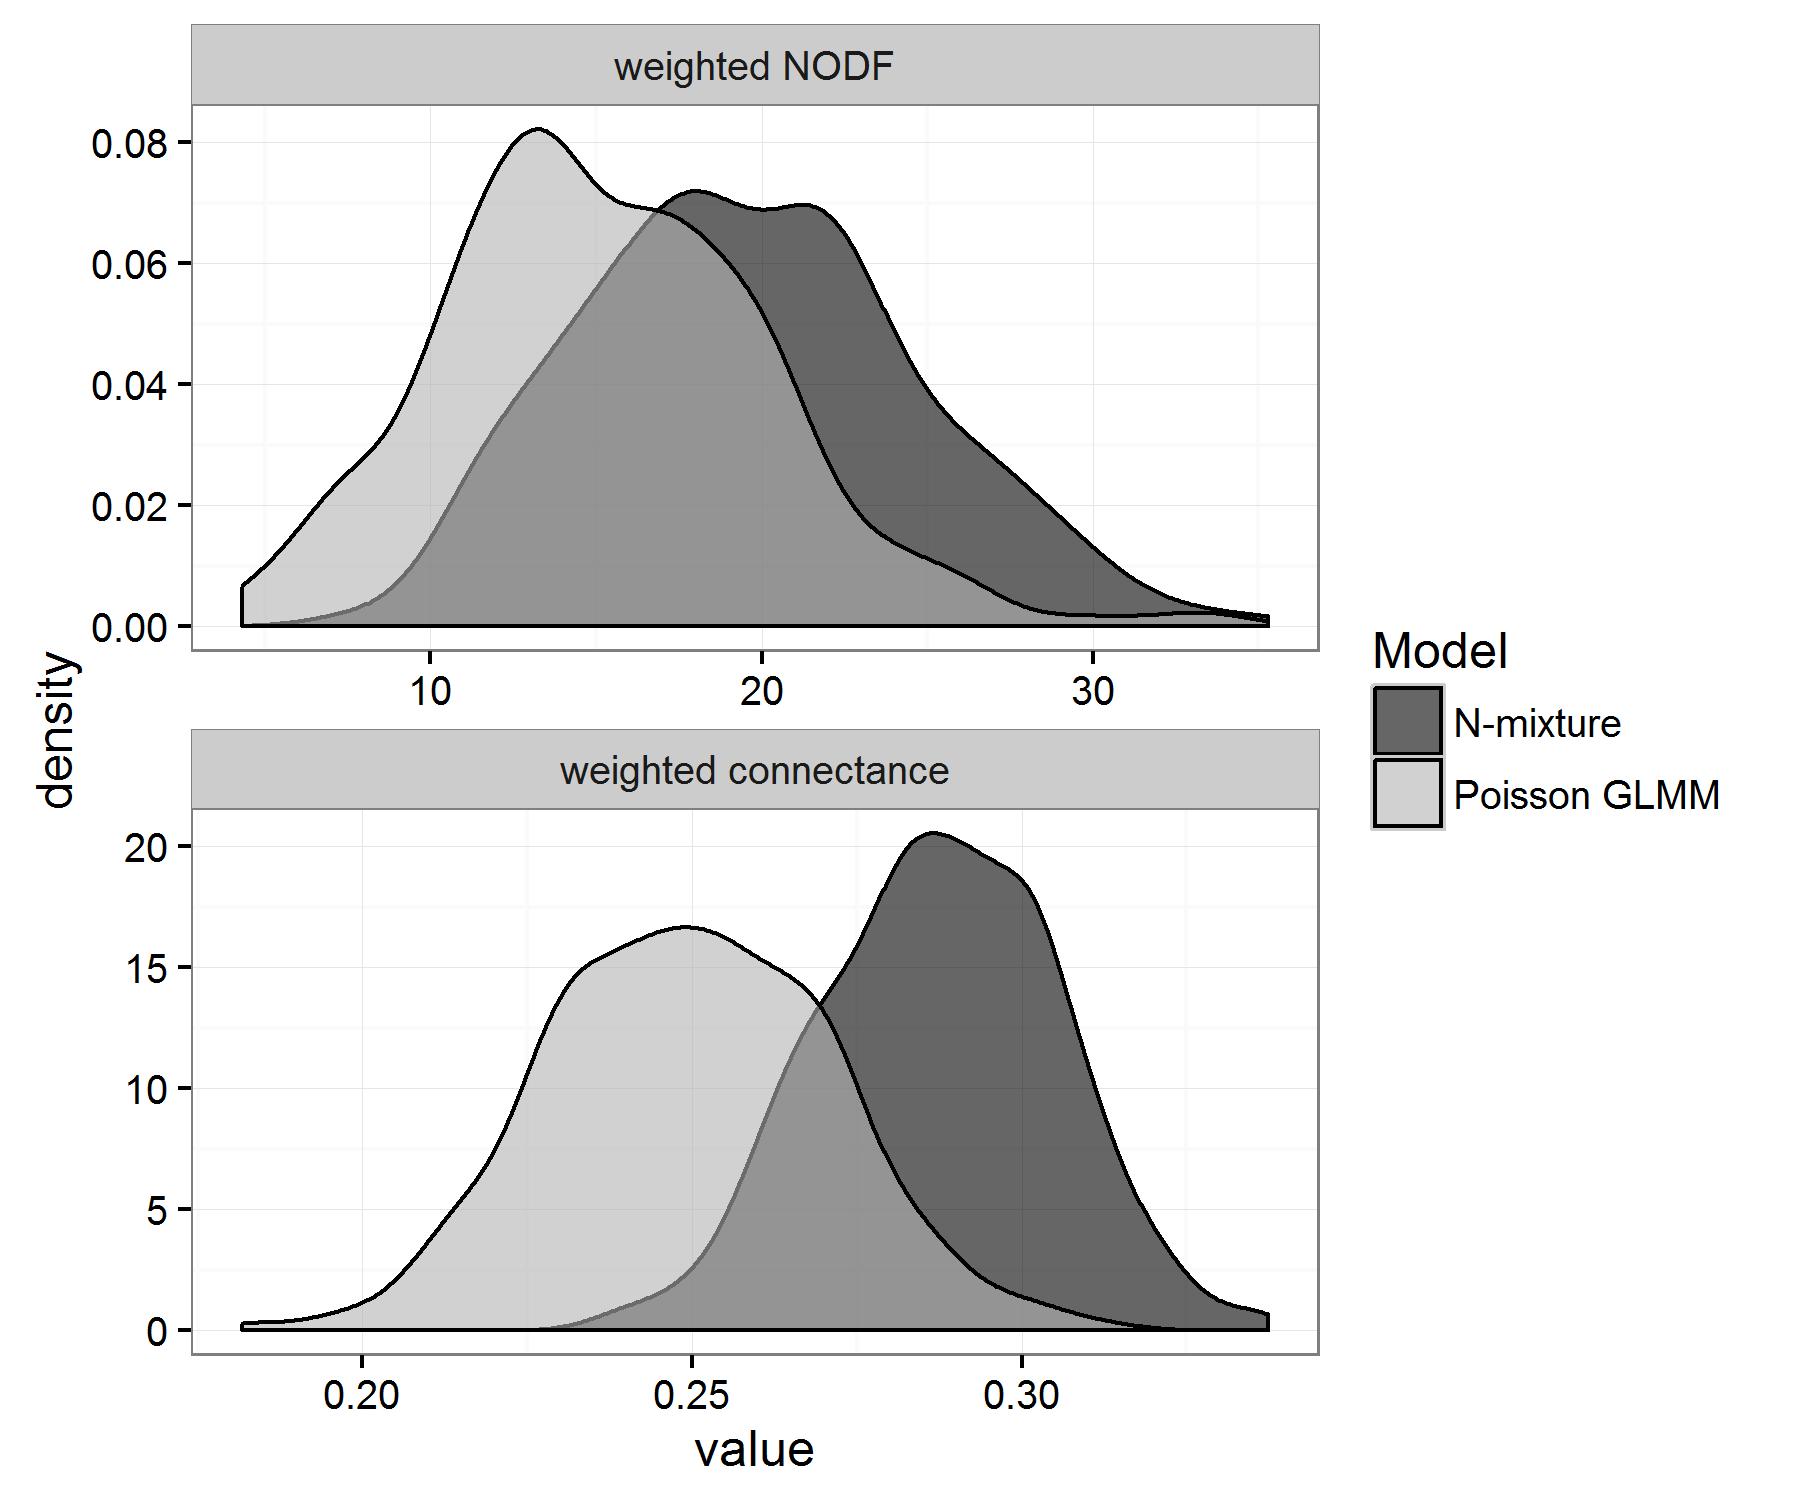 weighted NODF
0.08
0.06
0.04
0.02
0.00
10 20 30
density
weighted connectance
20
15
10
5
0
0.20 0.25 0.30
value
Model
N-mixture
Poisson GLMM